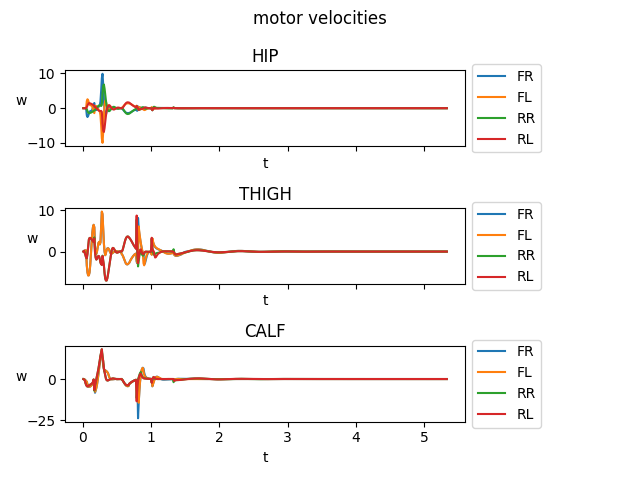 motor velocities
HIP
10
0
−10
w
t
FR
FL
RR
RL
THIGH
10
0
w
t
FR
FL
RR
RL
CALF
0
−25
w
0 1 2 3 4 5
t
FR
FL
RR
RL